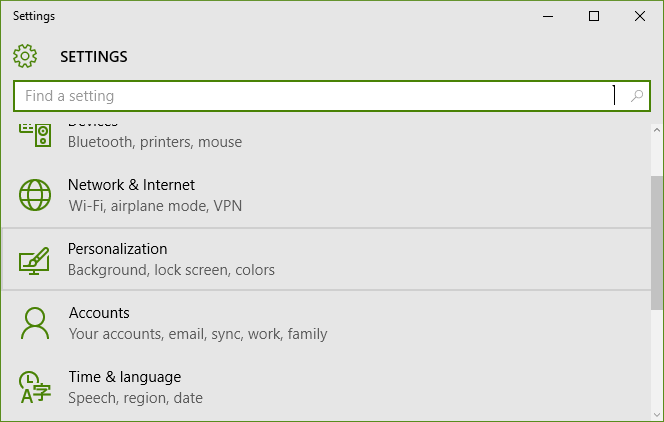 Settings
SETTINGS
Find a setting
Devices
Bluetooth, printers, mouse
Network & Internet
Wi-Fi, airplane mode, VPN
Personalization
Background, lock screen, colors
Accounts
Your accounts, email, sync, work, family
Time & language
Speech, region, date